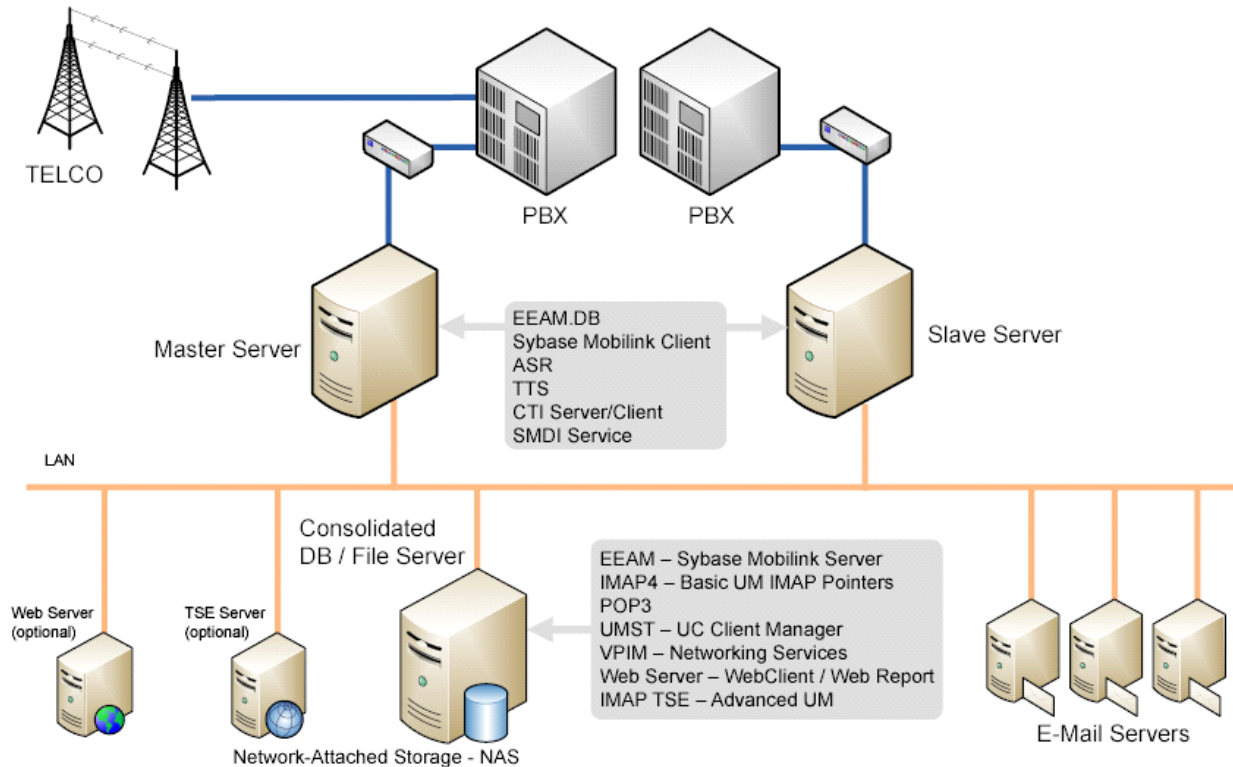 TELCO
PBX
PBX
Master Server
EEAM.DB
Sybase Mobilink Client
ASR
TTS
CTI Server/Client
SMDI Service
Slave Server
LAN
Consolidated
DB / File Server
EEAM – Sybase Mobilink Server
IMAP4 – Basic UM IMAP Pointers
POP3
UMST – UC Client Manager
VPIM – Networking Services
Web Server – WebClient / Web Report
IMAP TSE – Advanced UM
Web Server
(optional)
TSE Server
(optional)
Network-Attached Storage - NAS
E-Mail Servers